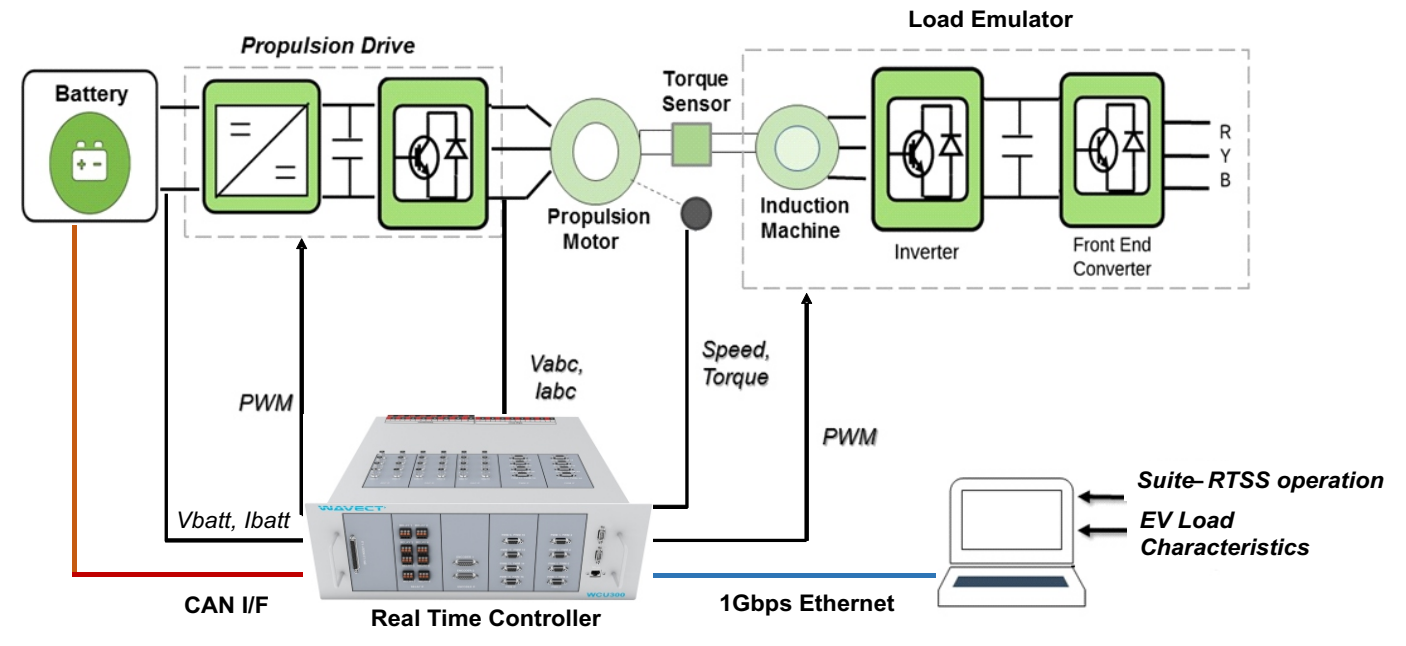 Load Emulator
Propulsion Drive
Battery
Torque
Sensor
R
Y
B
Propulsion
Motor
Induction
Machine
Inverter
Front End
Converter
Vabc,
Iabc
Speed,
Torque
PWM
PWM
Suite–RTSS operation
EV Load
Characteristics
Vbatt, Ibatt
WAVECT
WCU300
CAN I/F
1Gbps Ethernet
Real Time Controller